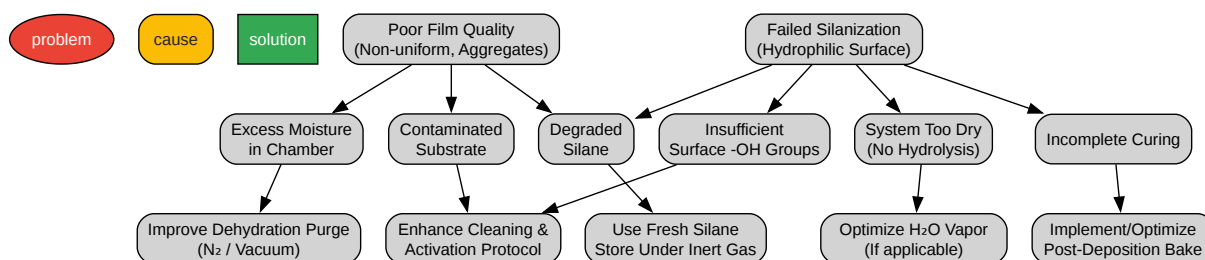 problem
cause
solution
Poor Film Quality
(Non-uniform, Aggregates)
Failed Silanization
(Hydrophilic Surface)
Excess Moisture
in Chamber
Contaminated
Substrate
Degraded
Silane
Insufficient
Surface -OH Groups
System Too Dry
(No Hydrolysis)
Incomplete Curing
Improve Dehydration Purge
(N₂ / Vacuum)
Enhance Cleaning &
Activation Protocol
Use Fresh Silane
Store Under Inert Gas
Optimize H₂O Vapor
(If applicable)
Implement/Optimize
Post-Deposition Bake